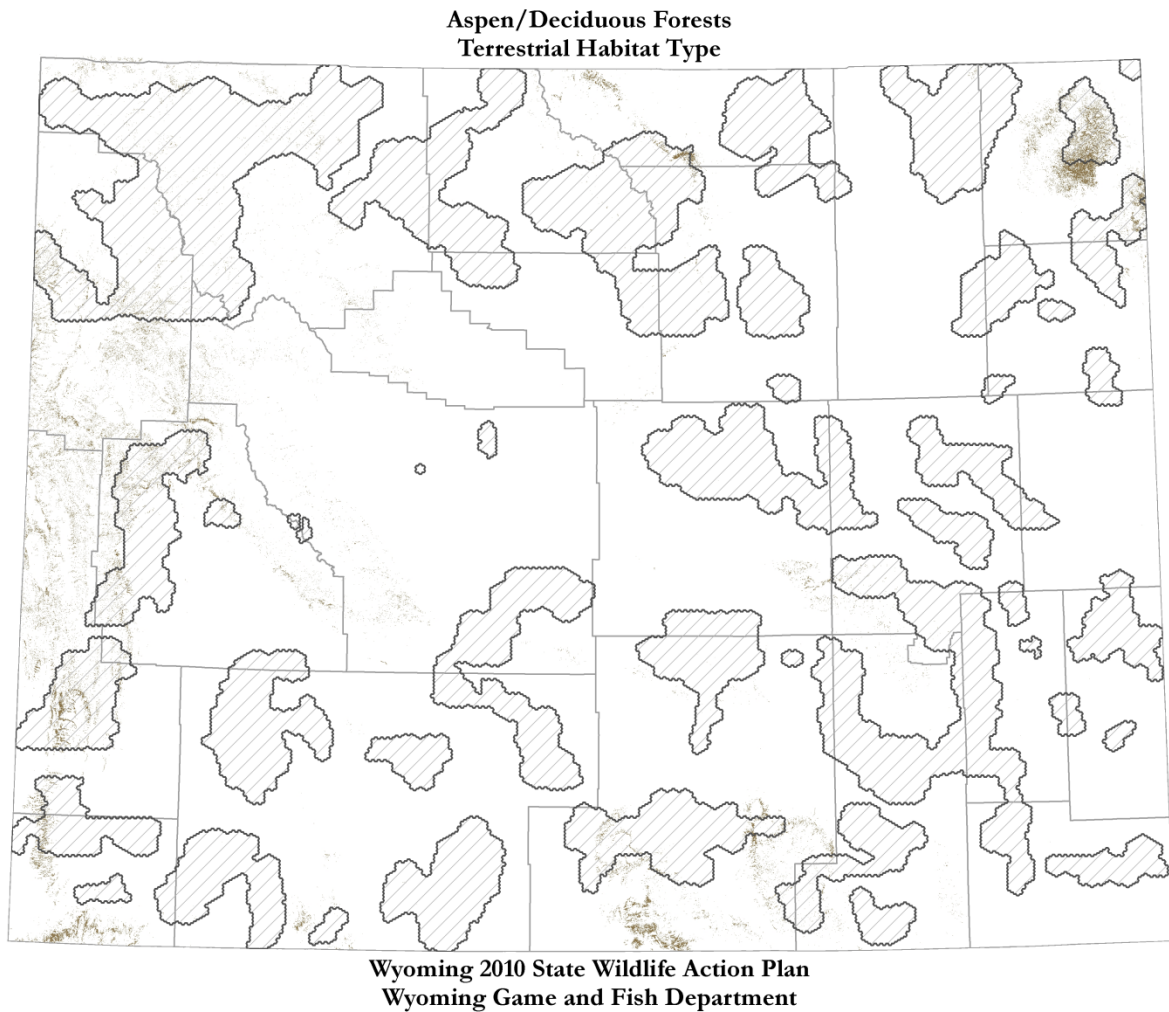 Aspen/Deciduous Forests
Terrestrial Habitat Type
Wyoming 2010 State Wildlife Action Plan
Wyoming Game and Fish Department